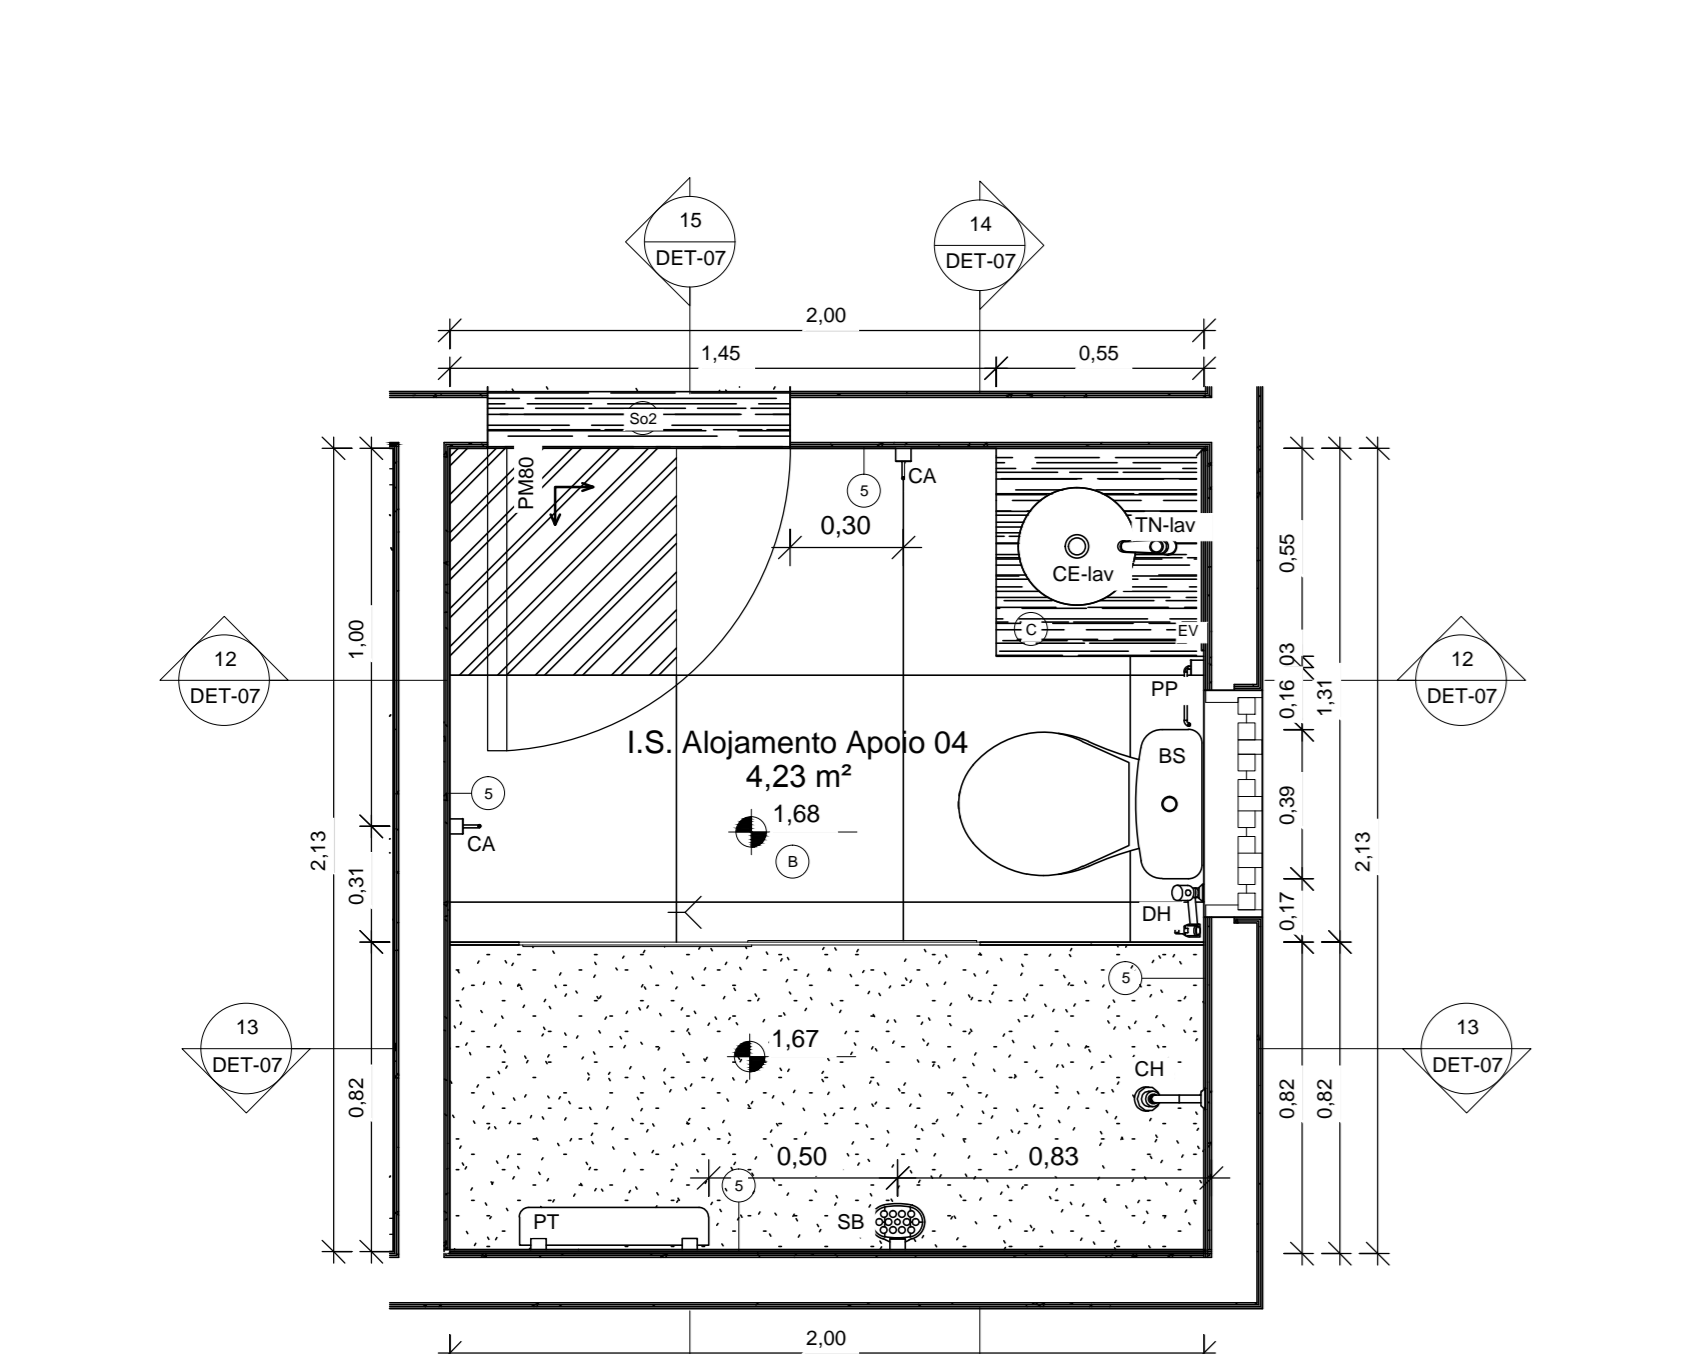 15
DET-07
14
DET-07
2,00
1,45
0,55
So2
PM80
CA
5
0,30
TN-lav
CE-lav
C
EV
0,55
03
0,16
1,31
1,00
12
DET-07
12
DET-07
PP
I.S. Alojamento Apoio 04
4,23 m²
BS
5
1,68
B
CA
2,13
0,31
0,39
2,13
0,17
DH
5
13
DET-07
13
DET-07
1,67
CH
0,82
0,82
0,82
0,50
0,83
5
PT
SB
2,00